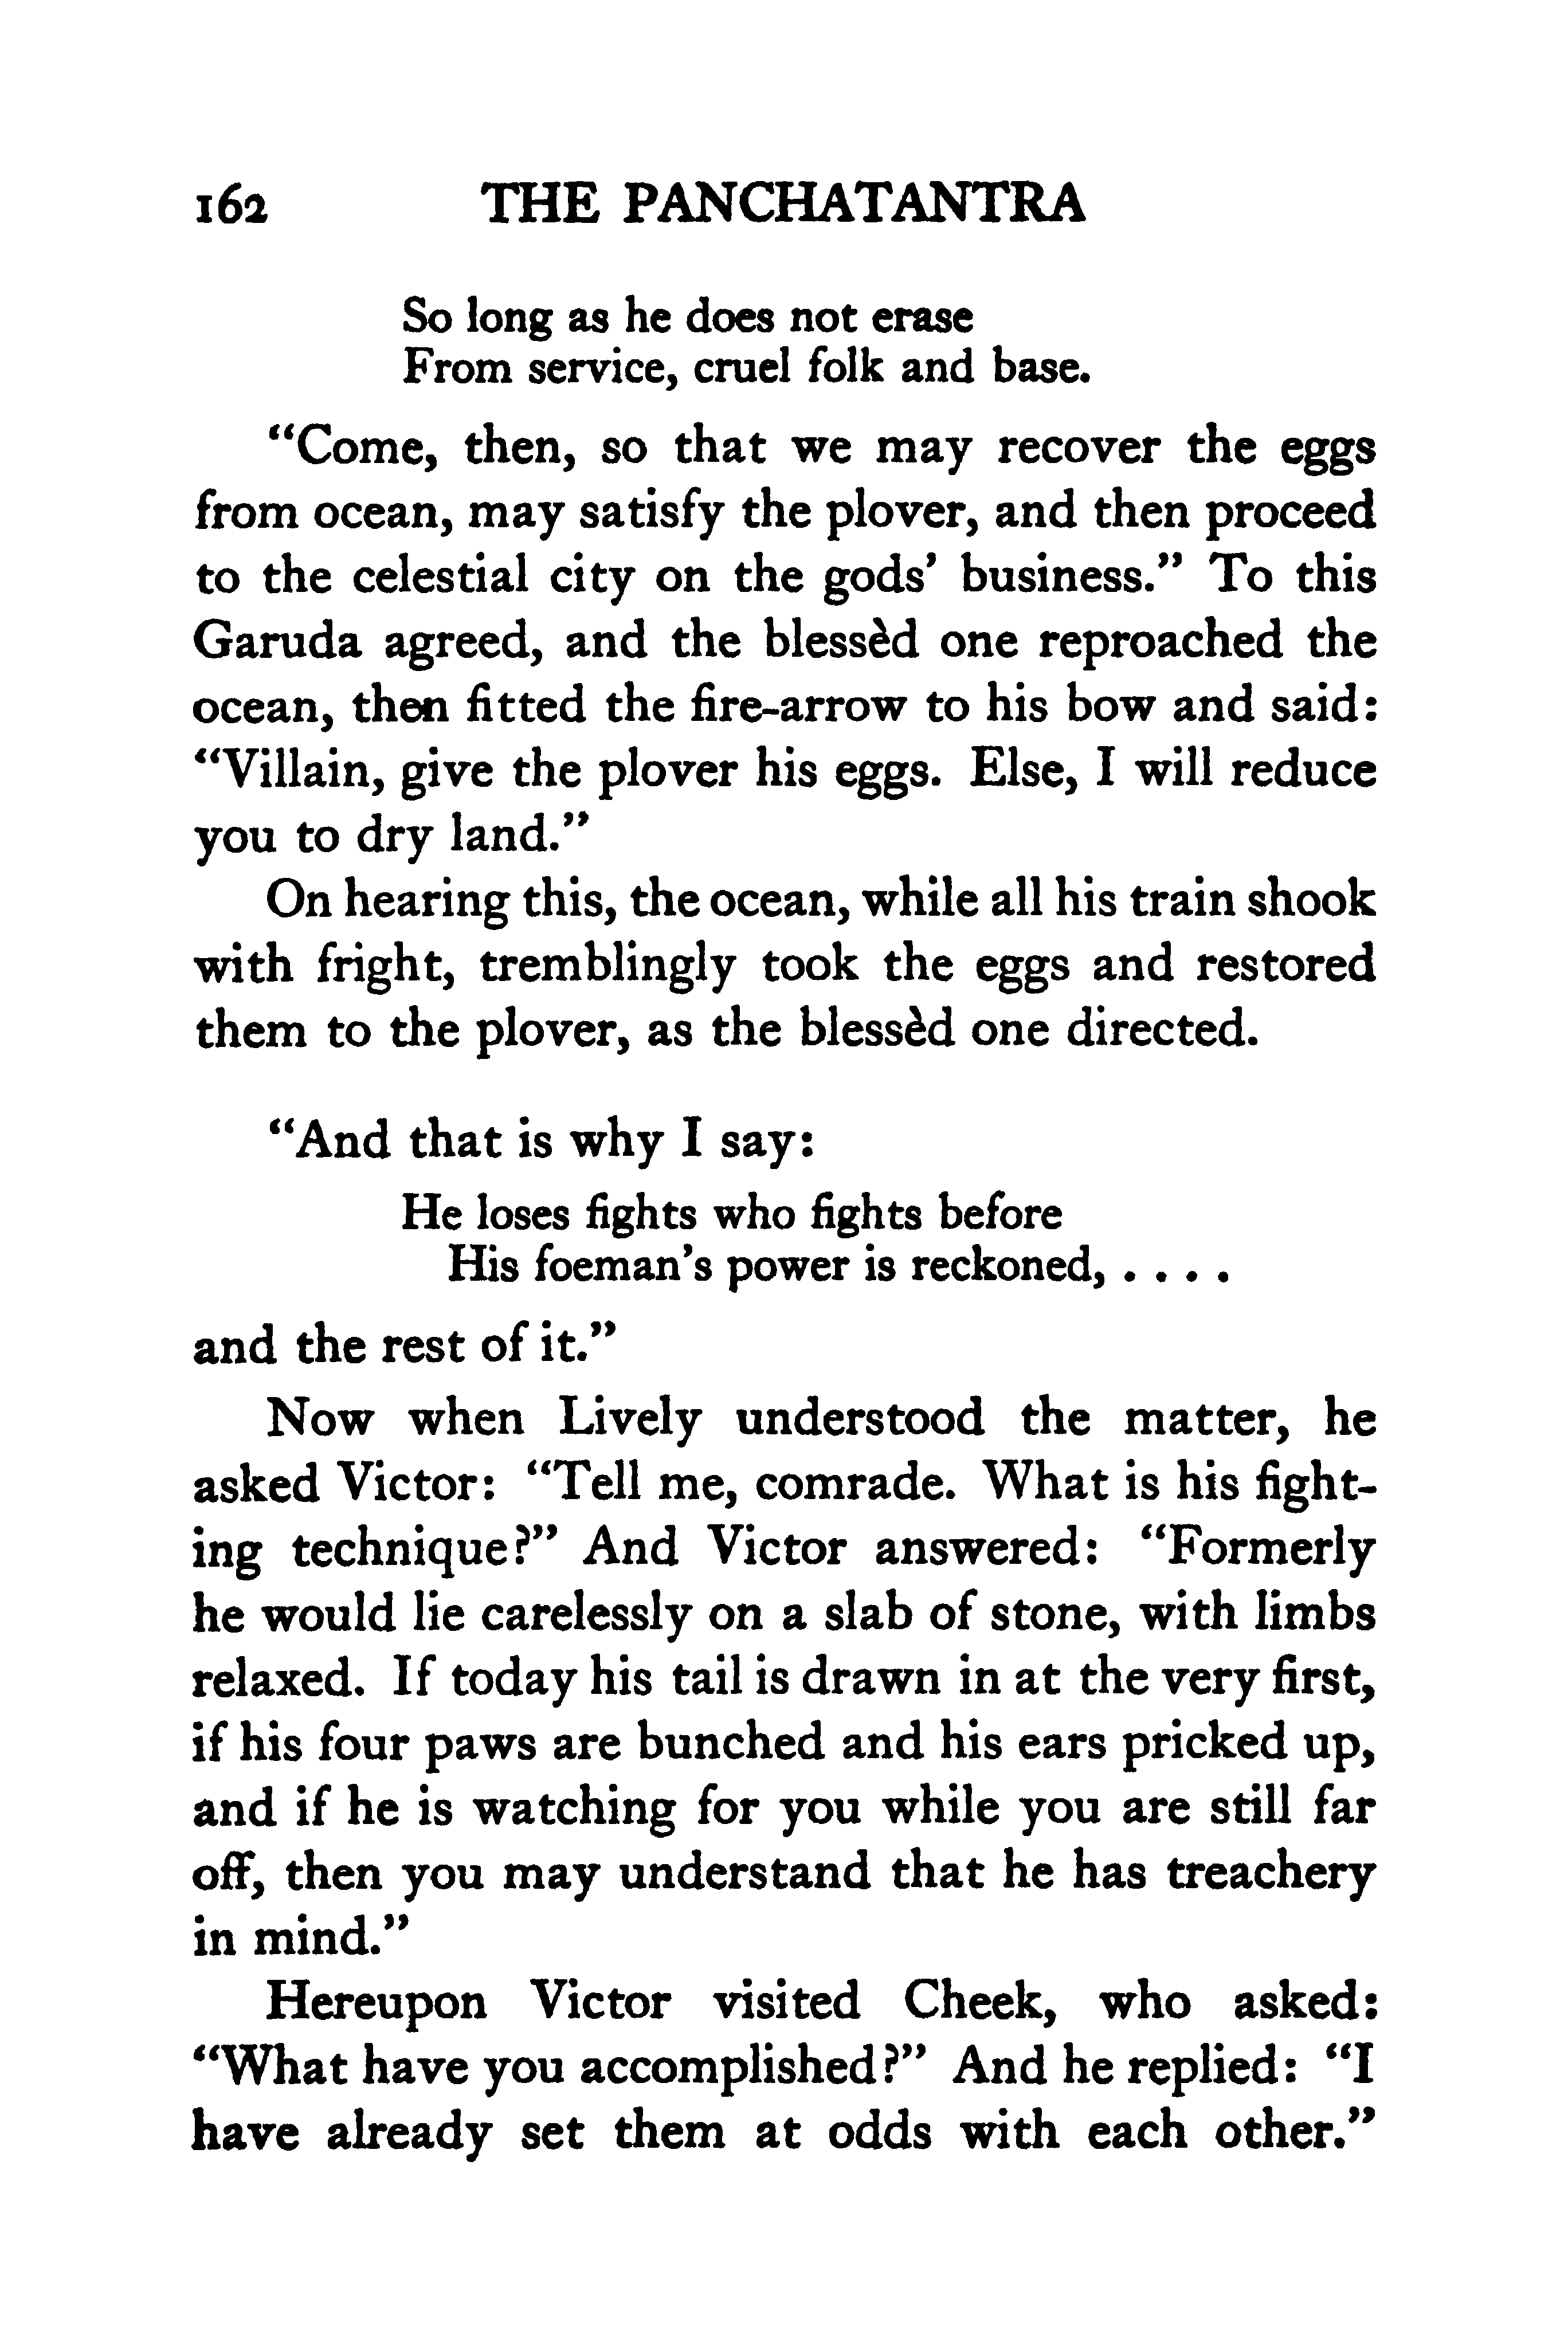 162 THE PANCHATANTRA
So long as he does not erase
From service, cruel folk and base.
“Come, then, so that we may recover the eggs
from ocean, may satisfy the plover, and then proceed
to the celestial city on the gods’ business.” To this
Garuda agreed, and the blessèd one reproached the
ocean, then fitted the fire-arrow to his bow and said:
“Villain, give the plover his eggs. Else, I will reduce
you to dry land.”
On hearing this, the ocean, while all his train shook
with fright, tremblingly took the eggs and restored
them to the plover, as the blessèd one directed.
“And that is why I say:
He loses fights who fights before
His foeman’s power is reckoned, . . . .
and the rest of it.”
Now when Lively understood the matter, he
asked Victor: “Tell me, comrade. What is his fight-
ing technique?” And Victor answered: “Formerly
he would lie carelessly on a slab of stone, with limbs
relaxed. If today his tail is drawn in at the very first,
if his four paws are bunched and his ears pricked up,
and if he is watching for you while you are still far
off, then you may understand that he has treachery
in mind.”
Hereupon Victor visited Cheek, who asked:
“What have you accomplished?” And he replied: “I
have already set them at odds with each other.”